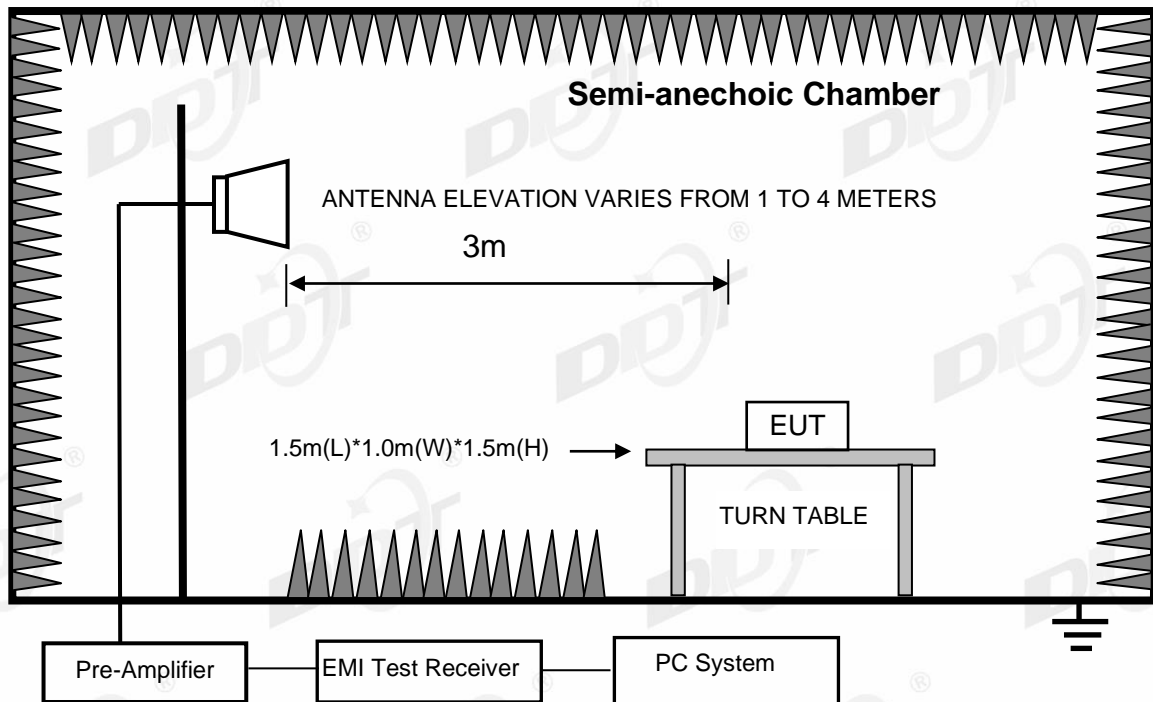 Semi-anechoic Chamber
ANTENNA ELEVATION VARIES FROM 1 TO 4 METERS
3m
EUT
1.5m(L)*1.0m(W)*1.5m(H)
TURN TABLE
Pre-Amplifier
EMI Test Receiver
PC System
DDT
®